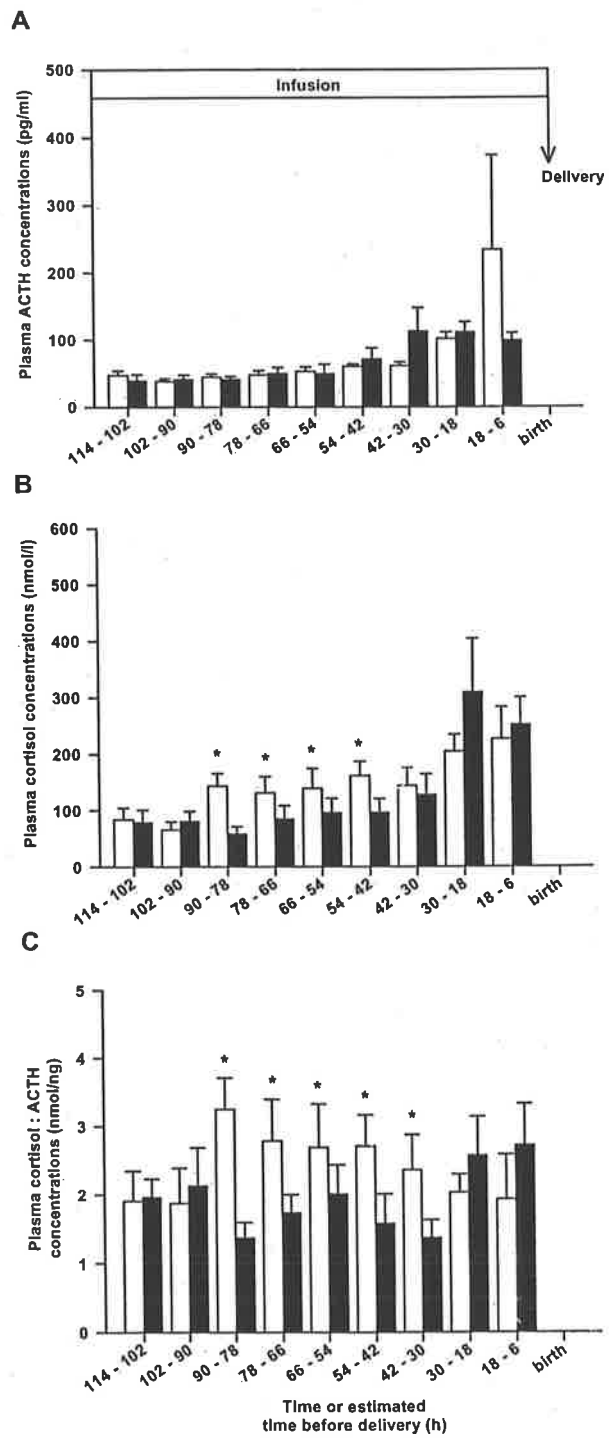 A
Plasma ACTH concentrations (pg/ml)
500
400
300
200
100
0
Infusion
Delivery
114 - 102
102 - 90
90 - 78
78 - 66
66 - 54
54 - 42
42 - 30
30 - 18
18 - 6
birth
B
Plasma cortisol concentrations (nmol/l)
600
500
400
300
200
100
0
*
*
*
*
114 - 102
102 - 90
90 - 78
78 - 66
66 - 54
54 - 42
42 - 30
30 - 18
18 - 6
birth
C
Plasma cortisol : ACTH
concentrations (nmol/ng)
5
4
3
2
1
0
*
*
*
*
*
114 - 102
102 - 90
90 - 78
78 - 66
66 - 54
54 - 42
42 - 30
30 - 18
18 - 6
birth
Time or estimated
time before delivery (h)